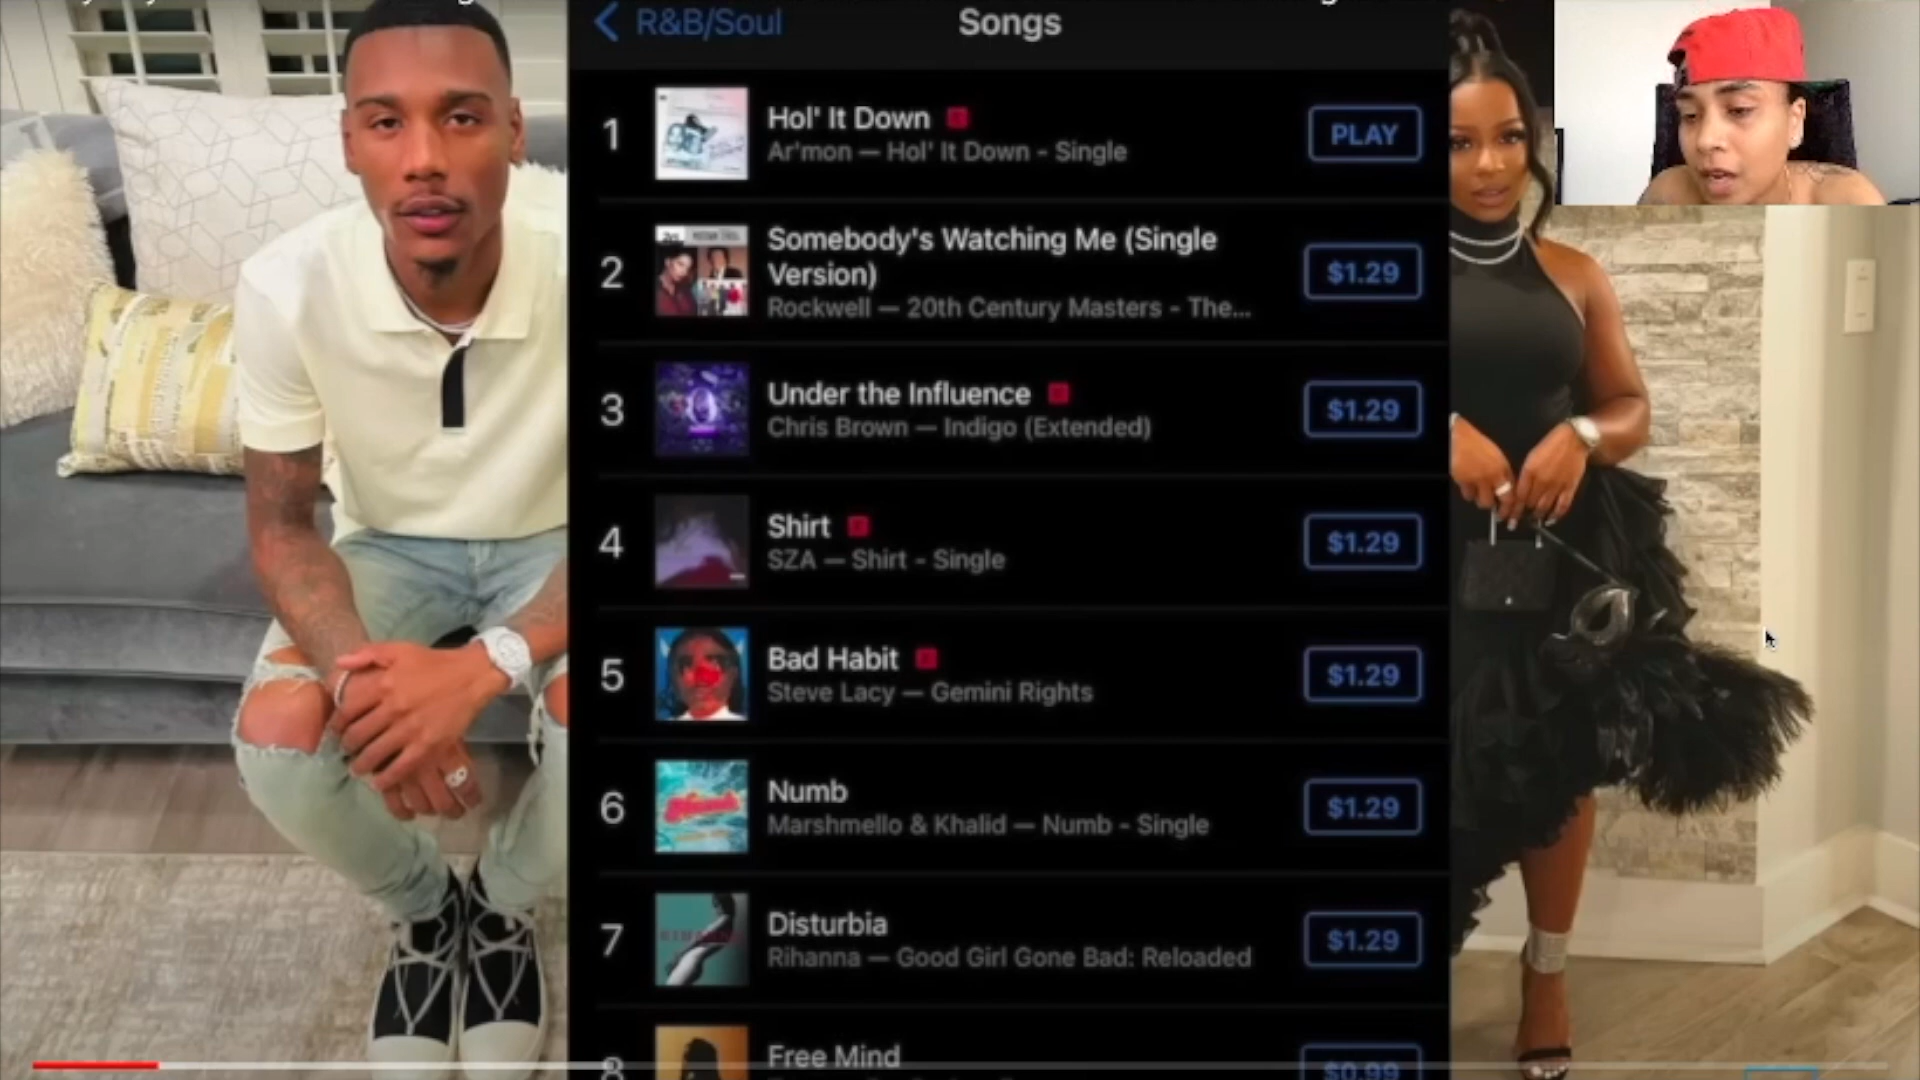 R&B/Soul
Songs
1
Hol' It Down
Ar'mon — Hol' It Down - Single
PLAY
2
Somebody's Watching Me (Single
Version)
Rockwell — 20th Century Masters - The...
$1.29
3
Under the Influence
Chris Brown — Indigo (Extended)
$1.29
4
Shirt
SZA — Shirt - Single
$1.29
5
Bad Habit
Steve Lacy — Gemini Rights
$1.29
6
Numb
Marshmello & Khalid — Numb - Single
$1.29
7
Disturbia
Rihanna — Good Girl Gone Bad: Reloaded
$1.29
8
Free Mind
$0.99